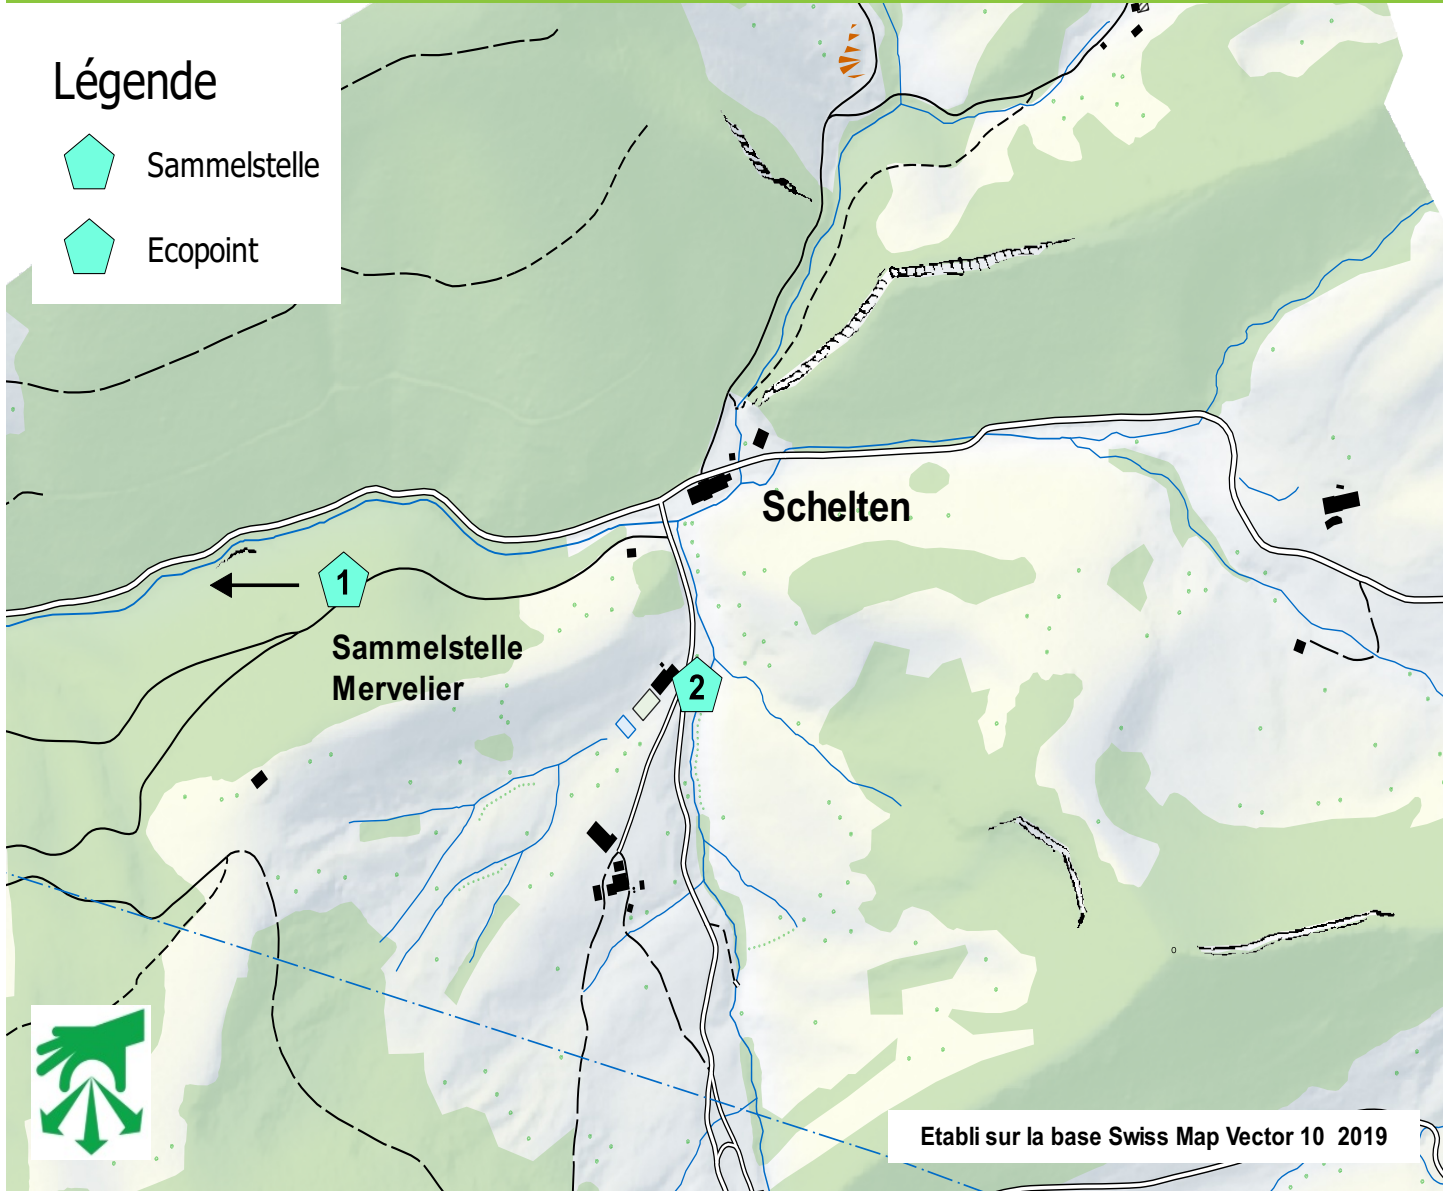 Légende
Sammelstelle
Ecopoint
Schelten
1
Sammelstelle
Mervelier
2
Etabli sur la base Swiss Map Vector 10 2019